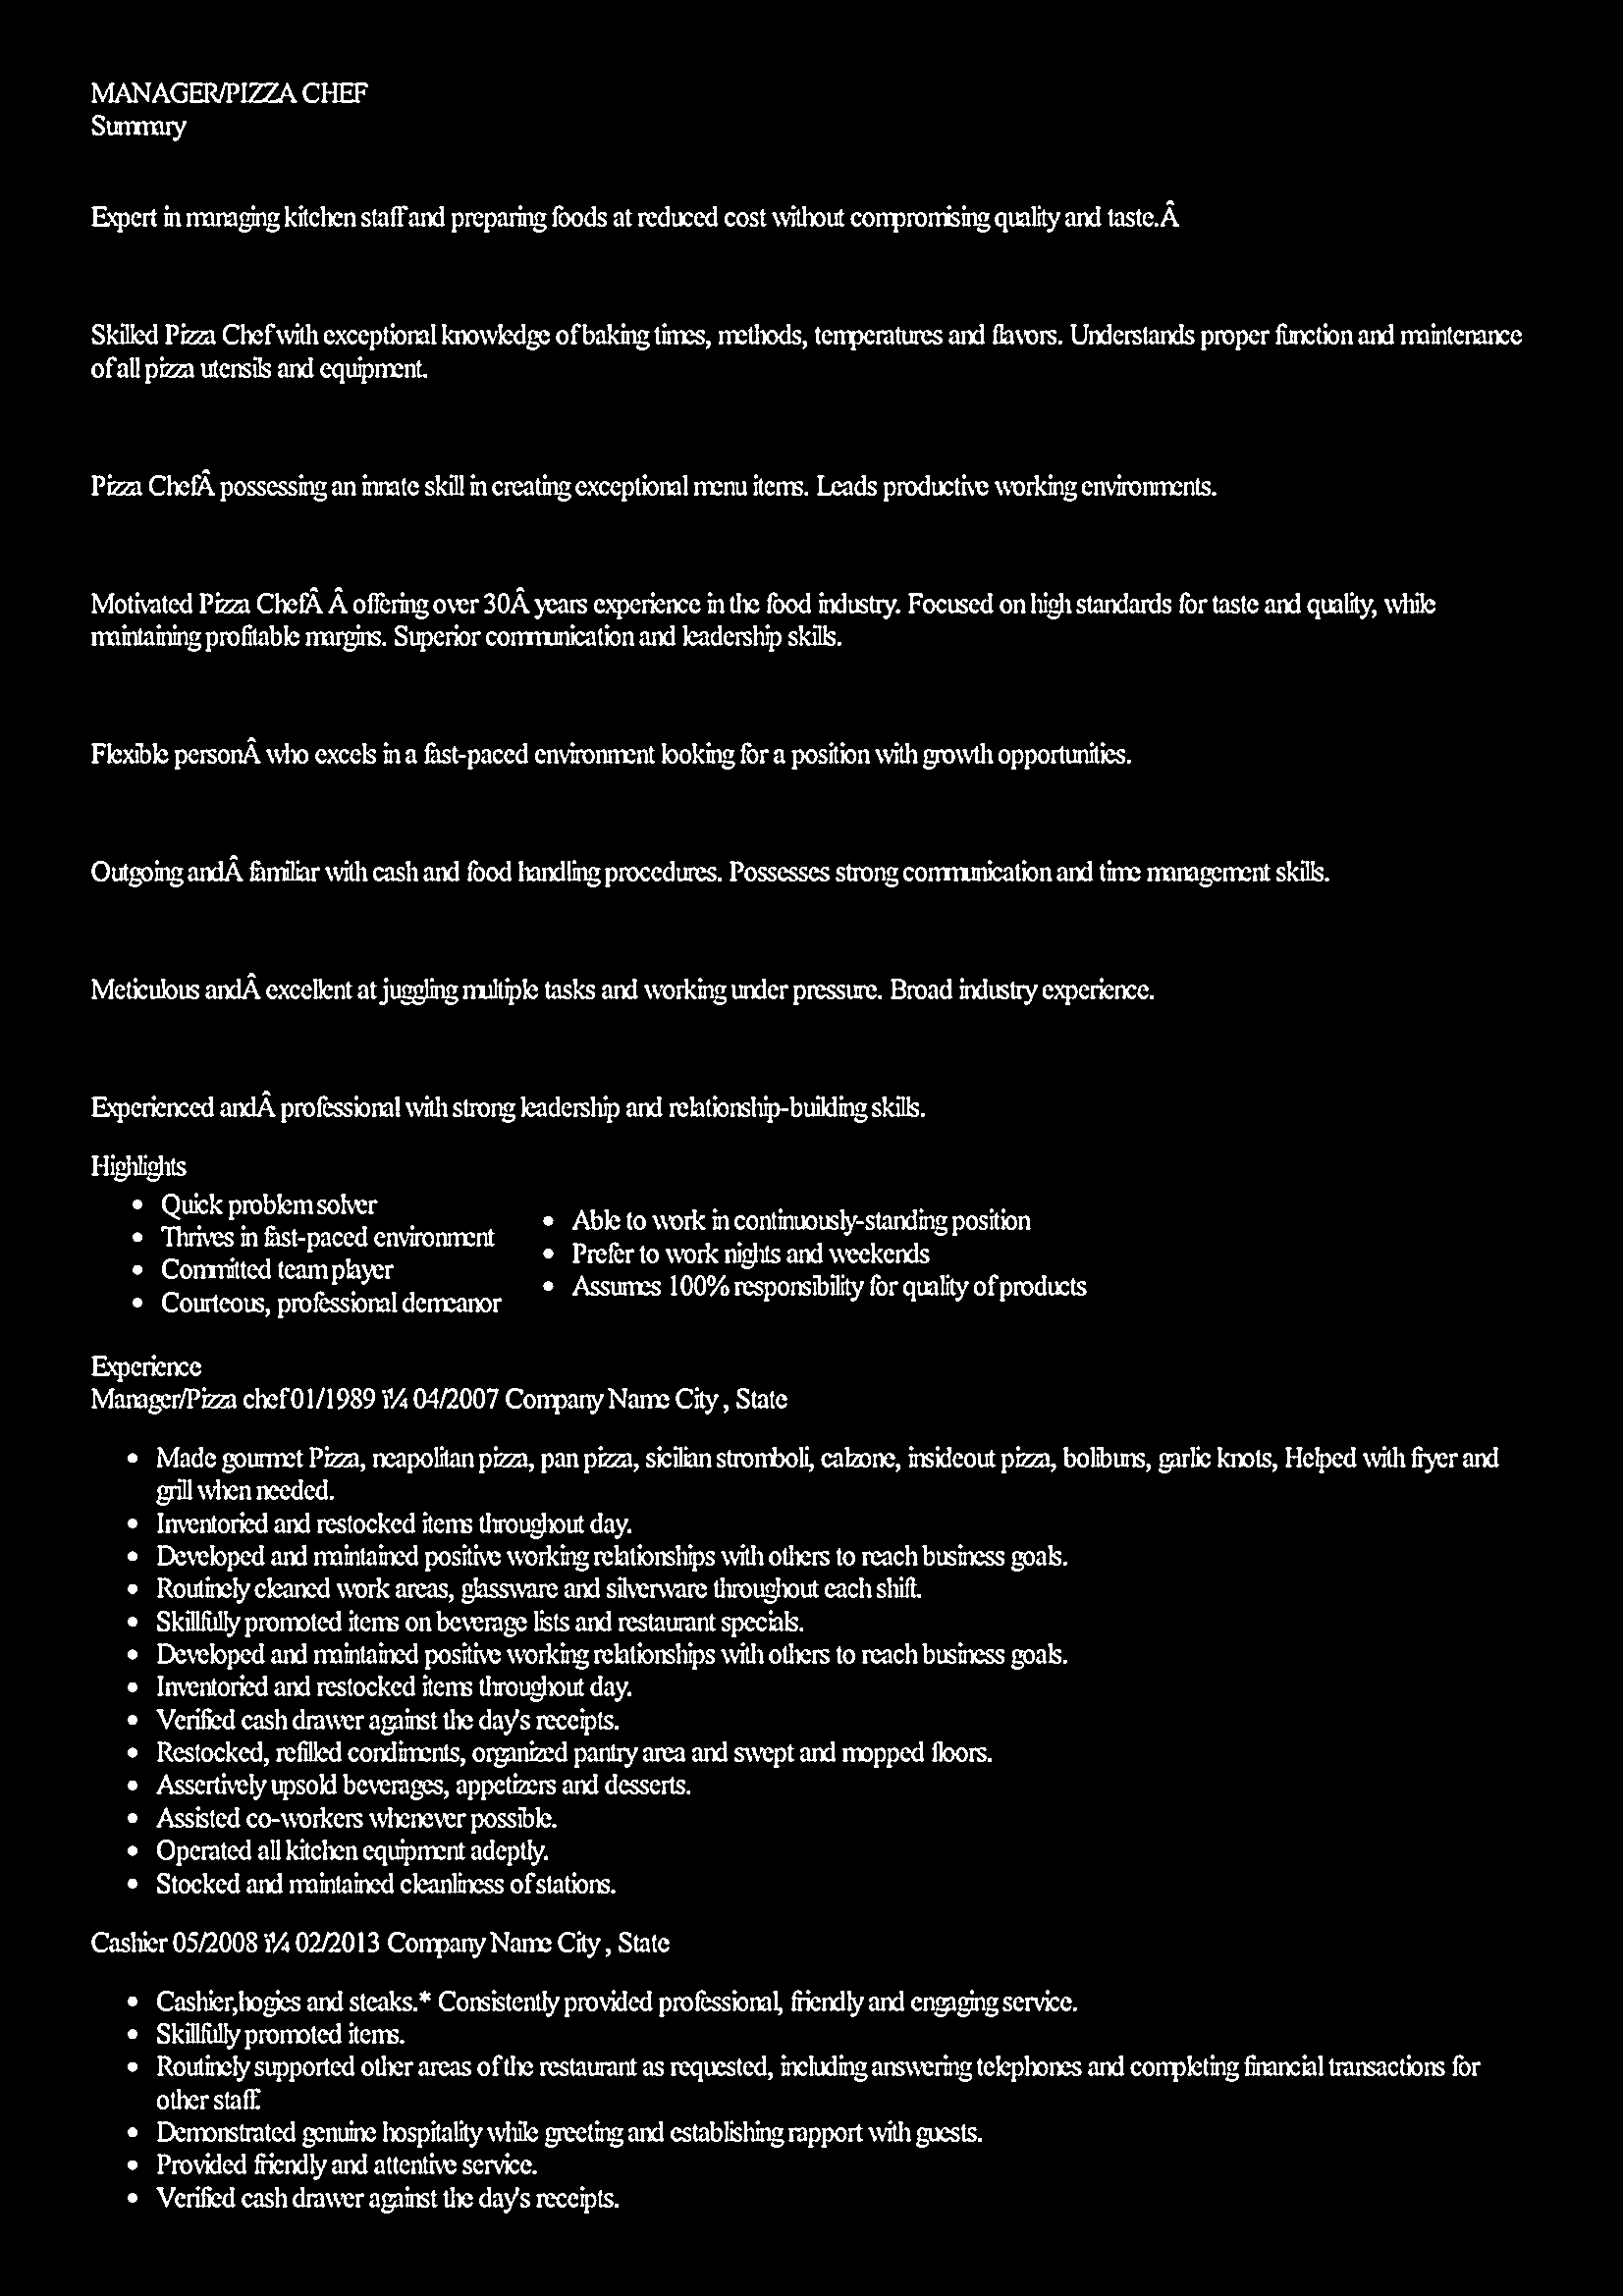 MANAGER/PIZZA CHEF
Summary
Expert in managing kitchen staff and preparing foods at reduced cost without compromising quality and taste.Â
Skilled Pizza Chef with exceptional knowledge of baking times, methods, temperatures and flavors. Understands proper function and maintenance
of all pizza utensils and equipment.
Pizza ChefÂ possessing an innate skill in creating exceptional menu items. Leads productive working environments.
Motivated Pizza ChefÂ Â offering over 30Â years experience in the food industry. Focused on high standards for taste and quality, while
maintaining profitable margins. Superior communication and leadership skills.
Flexible personÂ who excels in a fast-paced environment looking for a position with growth opportunities.
Outgoing andÂ familiar with cash and food handling procedures. Possesses strong communication and time management skills.
Meticulous andÂ excellent at juggling multiple tasks and working under pressure. Broad industry experience.
Experienced andÂ professional with strong leadership and relationship-building skills.
Highlights
• Quick problem solver
• Thrives in fast-paced environment
• Committed team player
• Courteous, professional demeanor
• Able to work in continuously-standing position
• Prefer to work nights and weekends
• Assumes 100% responsibility for quality of products
Experience
Manager/Pizza chef 01/1989 ï¼ 04/2007 Company Name City , State
• Made gourmet Pizza, neapolitan pizza, pan pizza, sicilian stromboli, calzone, insideout pizza, bolibuns, garlic knots, Helped with fryer and
grill when needed.
• Inventoried and restocked items throughout day.
• Developed and maintained positive working relationships with others to reach business goals.
• Routinely cleaned work areas, glassware and silverware throughout each shift.
• Skillfully promoted items on beverage lists and restaurant specials.
• Developed and maintained positive working relationships with others to reach business goals.
• Inventoried and restocked items throughout day.
• Verified cash drawer against the day's receipts.
• Restocked, refilled condiments, organized pantry area and swept and mopped floors.
• Assertively upsold beverages, appetizers and desserts.
• Assisted co-workers whenever possible.
• Operated all kitchen equipment adeptly.
• Stocked and maintained cleanliness of stations.
Cashier 05/2008 ï¼ 02/2013 Company Name City , State
• Cashier,hogies and steaks.* Consistently provided professional, friendly and engaging service.
• Skillfully promoted items.
• Routinely supported other areas of the restaurant as requested, including answering telephones and completing financial transactions for
other staff.
• Demonstrated genuine hospitality while greeting and establishing rapport with guests.
• Provided friendly and attentive service.
• Verified cash drawer against the day's receipts.